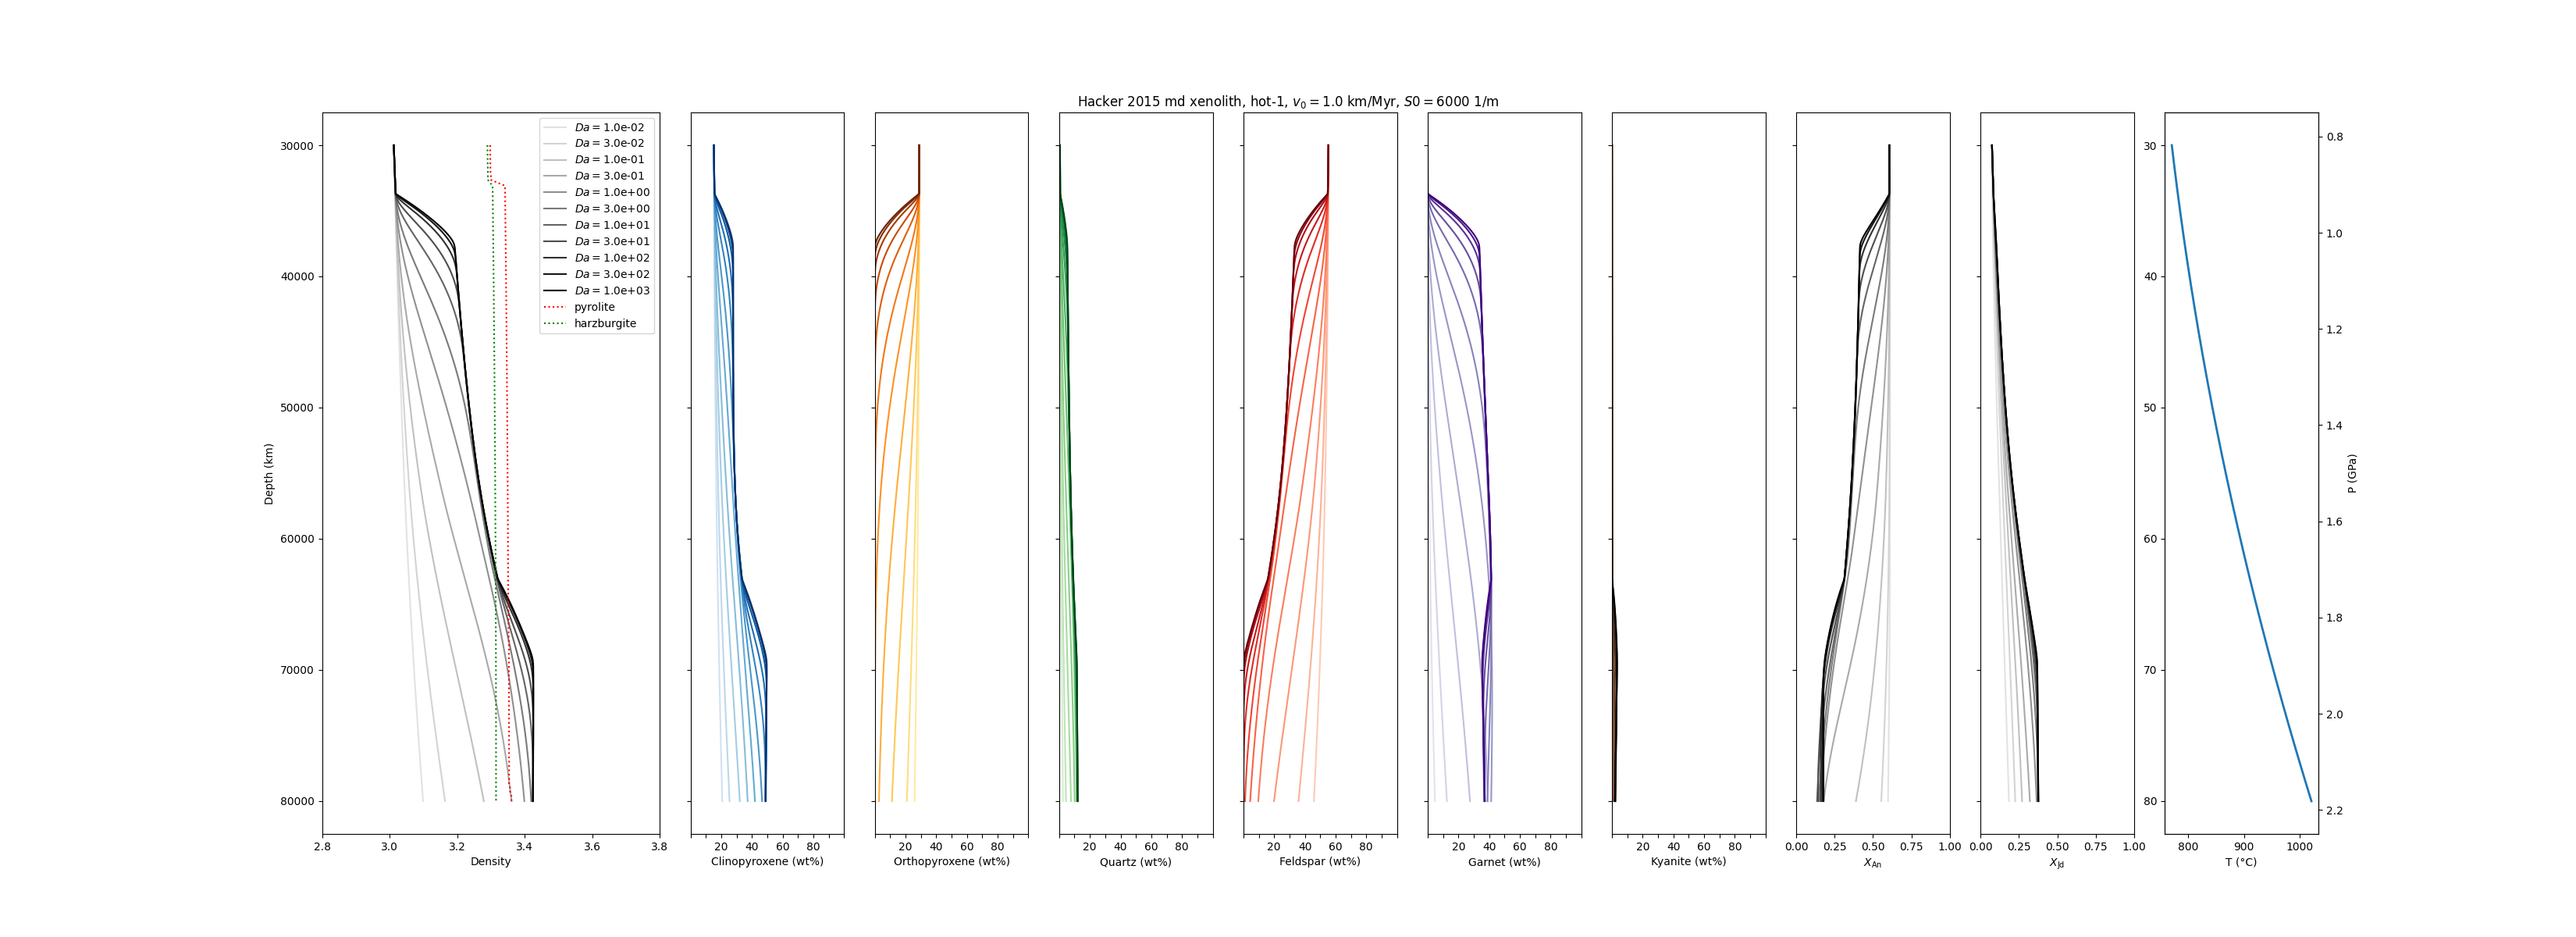 Hacker 2015 md xenolith, hot-1, v₀ = 1.0 km/Myr, S0 = 6000 1/m
Da = 1.0e-02
Da = 3.0e-02
Da = 1.0e-01
Da = 3.0e-01
Da = 1.0e+00
Da = 3.0e+00
Da = 1.0e+01
Da = 3.0e+01
Da = 1.0e+02
Da = 3.0e+02
Da = 1.0e+03
pyrolite
harzburgite
30000
40000
50000
60000
70000
80000
Depth (km)
2.8 3.0 3.2 3.4 3.6 3.8
Density
20 40 60 80
Clinopyroxene (wt%)
20 40 60 80
Orthopyroxene (wt%)
20 40 60 80
Quartz (wt%)
20 40 60 80
Feldspar (wt%)
20 40 60 80
Garnet (wt%)
20 40 60 80
Kyanite (wt%)
0.00 0.25 0.50 0.75 1.00
X_An
0.00 0.25 0.50 0.75 1.00
X_Jd
30
40
50
60
70
80
800 900 1000
T (°C)
0.8
1.0
1.2
1.4
1.6
1.8
2.0
2.2
P (GPa)